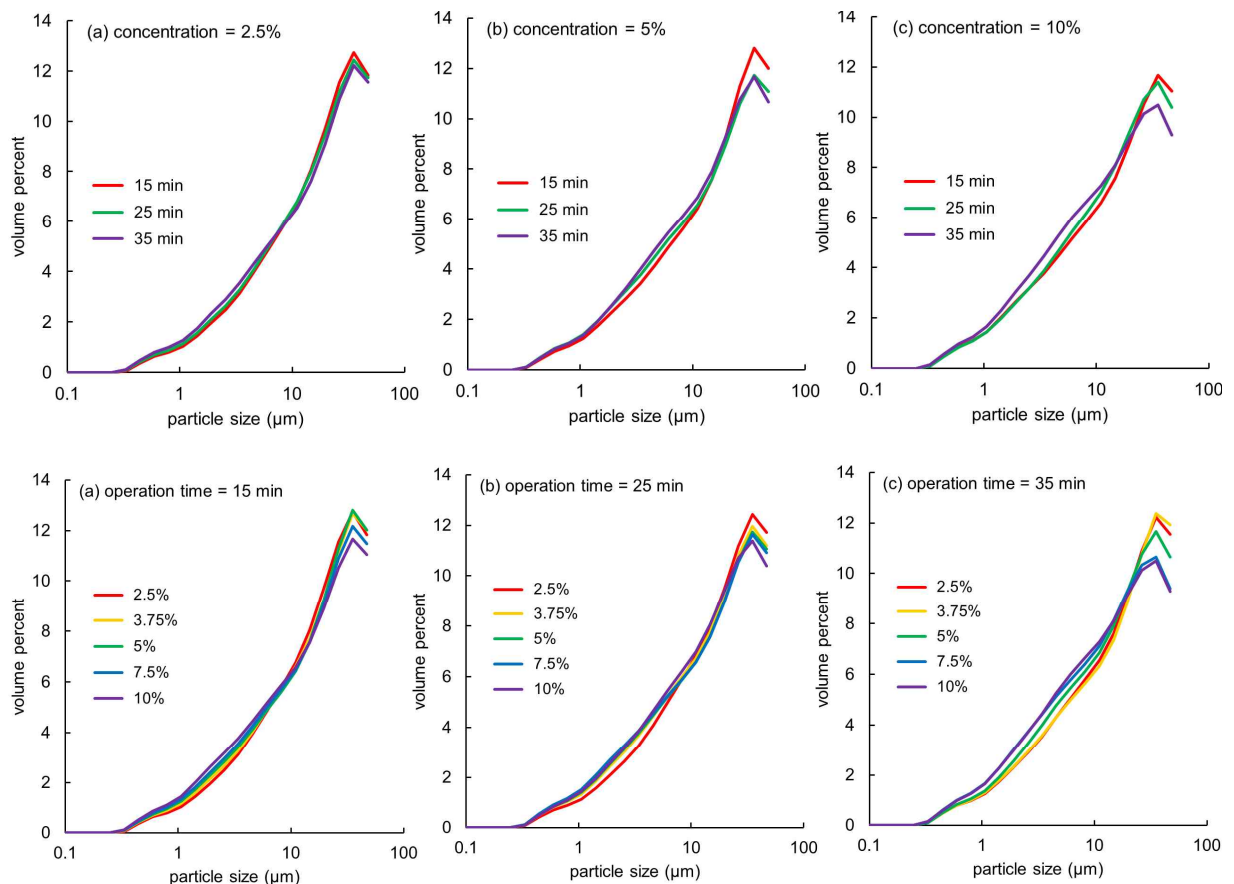 (a) concentration = 2.5%
volume percent
14
12
10
8
6
4
2
0
15 min
25 min
35 min
0.1 1 10 100
particle size (µm)
(b) concentration = 5%
volume percent
14
12
10
8
6
4
2
0
15 min
25 min
35 min
0.1 1 10 100
particle size (µm)
(c) concentration = 10%
volume percent
14
12
10
8
6
4
2
0
15 min
25 min
35 min
0.1 1 10 100
particle size (µm)
(a) operation time = 15 min
volume percent
14
12
10
8
6
4
2
0
2.5%
3.75%
5%
7.5%
10%
0.1 1 10 100
particle size (µm)
(b) operation time = 25 min
volume percent
14
12
10
8
6
4
2
0
2.5%
3.75%
5%
7.5%
10%
0.1 1 10 100
particle size (µm)
(c) operation time = 35 min
volume percent
14
12
10
8
6
4
2
0
2.5%
3.75%
5%
7.5%
10%
0.1 1 10 100
particle size (µm)